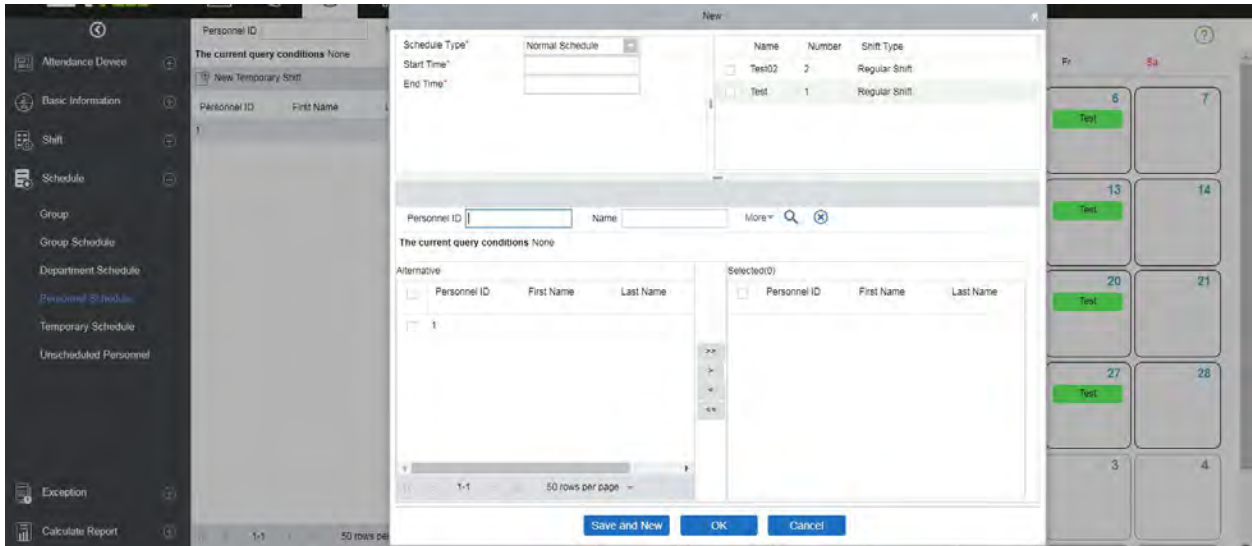 New
Personnel ID
The current query conditions None
New Temporary Shift
Personnel ID First Name
1
Attendance Device
Basic Information
Shift
Schedule
Group
Group Schedule
Department Schedule
Personnel Schedule
Temporary Schedule
Unscheduled Personnel
Exception
Calculate Report
1-1 50 rows pe
Schedule Type* Normal Schedule
Start Time*
End Time*
Name Number Shift Type
Test02 2 Regular Shift
Test 1 Regular Shift
Personnel ID Name More
The current query conditions None
Alternative
Personnel ID First Name Last Name
1
>>
>
<
<<
1-1 50 rows per page
Selected(0)
Personnel ID First Name Last Name
Save and New OK Cancel
?
Fr Sa
6 7
Test
13 14
Test
20 21
Test
27 28
Test
3 4